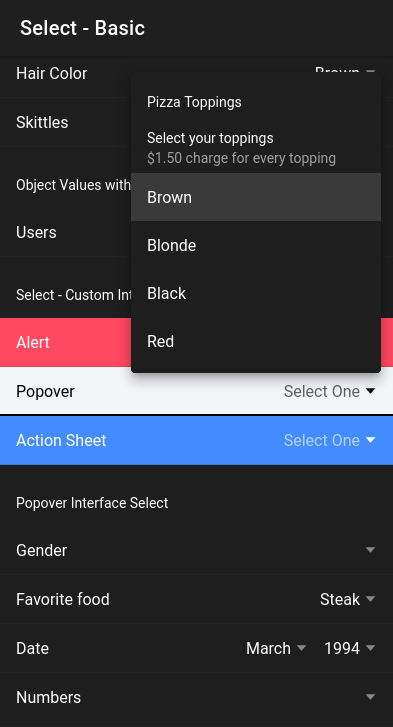 Select - Basic
Hair Color
Brown
Pizza Toppings
Skittles
Select your toppings
$1.50 charge for every topping
Object Values with
Brown
Users
Blonde
Select - Custom Int
Black
Alert
Red
Popover Select One
Action Sheet Select One
Popover Interface Select
Gender
Favorite food Steak
Date March 1994
Numbers